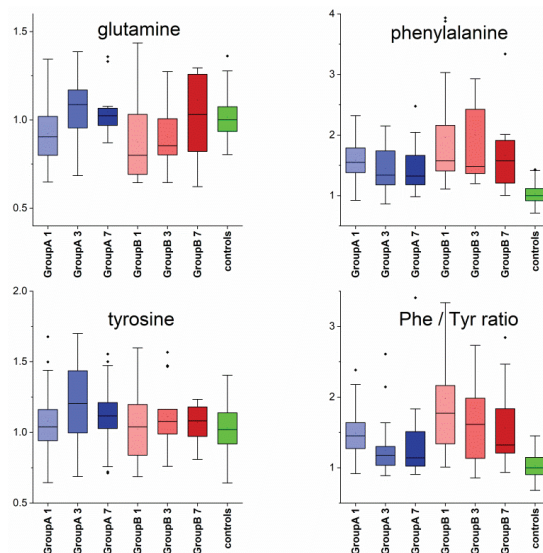 glutamine
1.5
1.0
0.5
GroupA 1
GroupA 3
GroupA 7
GroupB 1
GroupB 3
GroupB 7
controls
phenylalanine
4
3
2
1
GroupA 1
GroupA 3
GroupA 7
GroupB 1
GroupB 3
GroupB 7
controls
tyrosine
2.0
1.5
1.0
0.5
GroupA 1
GroupA 3
GroupA 7
GroupB 1
GroupB 3
GroupB 7
controls
Phe / Tyr ratio
3
2
1
GroupA 1
GroupA 3
GroupA 7
GroupB 1
GroupB 3
GroupB 7
controls